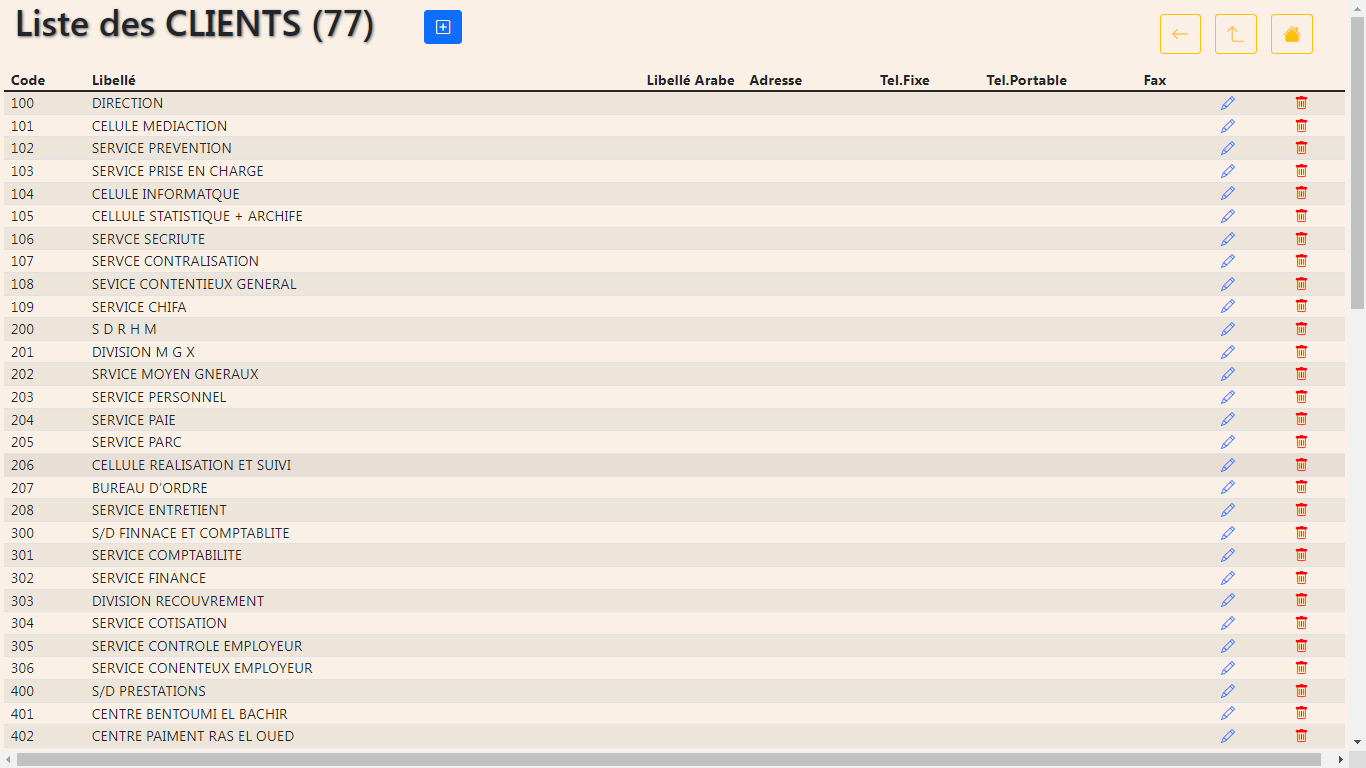 Liste des CLIENTS (77)
Code Libellé Libellé Arabe Adresse Tel.Fixe Tel.Portable Fax
100 DIRECTION
101 CELULE MEDIACTION
102 SERVICE PREVENTION
103 SERVICE PRISE EN CHARGE
104 CELULE INFORMATQUE
105 CELLULE STATISTIQUE + ARCHIFE
106 SERVCE SECRIUTE
107 SERVCE CONTRALISATION
108 SEVICE CONTENTIEUX GENERAL
109 SERVICE CHIFA
200 S D R H M
201 DIVISION M G X
202 SRVICE MOYEN GNERAUX
203 SERVICE PERSONNEL
204 SERVICE PAIE
205 SERVICE PARC
206 CELLULE REALISATION ET SUIVI
207 BUREAU D'ORDRE
208 SERVICE ENTRETIENT
300 S/D FINNACE ET COMPTABLITE
301 SERVICE COMPTABILITE
302 SERVICE FINANCE
303 DIVISION RECOUVREMENT
304 SERVICE COTISATION
305 SERVICE CONTROLE EMPLOYEUR
306 SERVICE CONENTEUX EMPLOYEUR
400 S/D PRESTATIONS
401 CENTRE BENTOUMI EL BACHIR
402 CENTRE PAIMENT RAS EL OUED